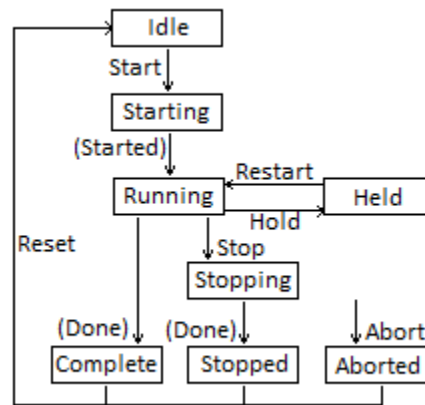 Idle
Start
Starting
(Started)
Restart
Running
Held
Hold
Reset
Stop
Stopping
(Done)
(Done)
Abort
Complete
Stopped
Aborted